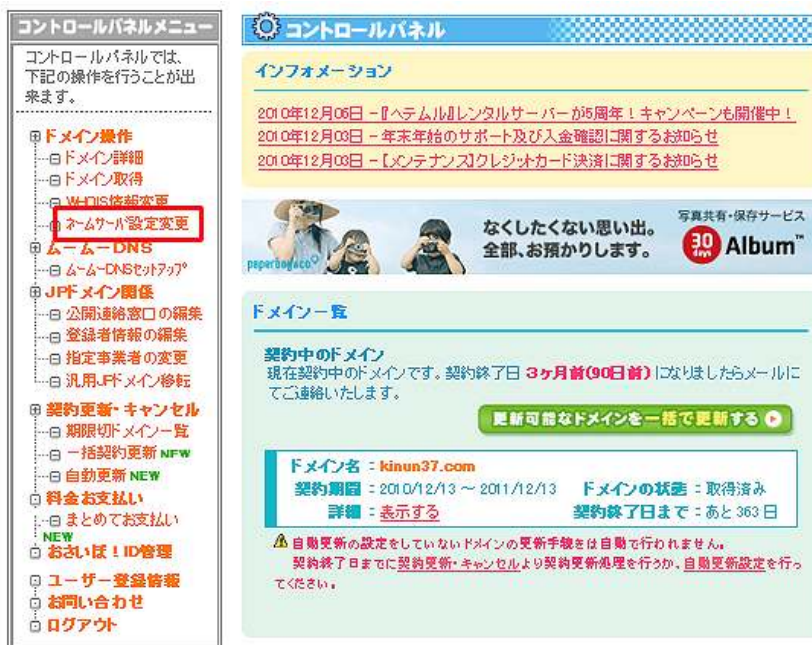 コントロールパネルメニュー
コントロールパネルでは、
下記の操作を行うことが出
来ます。
ドメイン操作
ドメイン詳細
ドメイン取得
WHOIS情報変更
ネームサーバ設定変更
ムームーDNS
ムームーDNSセットアップ
JPドメイン関係
公開連絡窓口の編集
登録者情報の編集
指定事業者の変更
汎用JPドメイン移転
契約更新・キャンセル
期限切ドメイン一覧
一括契約更新 NEW
自動更新 NEW
料金お支払い
まとめてお支払い
NEW
おさいぽ！ID管理
ユーザー登録情報
お問い合わせ
ログアウト
コントロールパネル
インフォメーション
2010年12月06日 - 『ヘテムル』レンタルサーバーが5周年！キャンペーンも開催中！
2010年12月03日 - 年末年始のサポート及び入金確認に関するお知らせ
2010年12月03日 - 【メンテナンス】クレジットカード決済に関するお知らせ
paperboy&co.
なくしたくない思い出。
全部、お預かりします。
写真共有・保存サービス
30 days Album™
ドメイン一覧
契約中のドメイン
現在契約中のドメインです。契約終了日 3ヶ月前(90日前) になりましたらメールに
てご連絡いたします。
更新可能なドメインを一括で更新する
ドメイン名 ：kinun37.com
契約期間 ：2010/12/13 ～ 2011/12/13 ドメインの状態 ：取得済み
詳細 ：表示する 契約終了日まで ：あと 363 日
自動更新の設定をしていないドメインの更新手続きは自動で行われません。
契約終了日までに契約更新・キャンセルより契約更新処理を行うか、自動更新設定を行っ
てください。